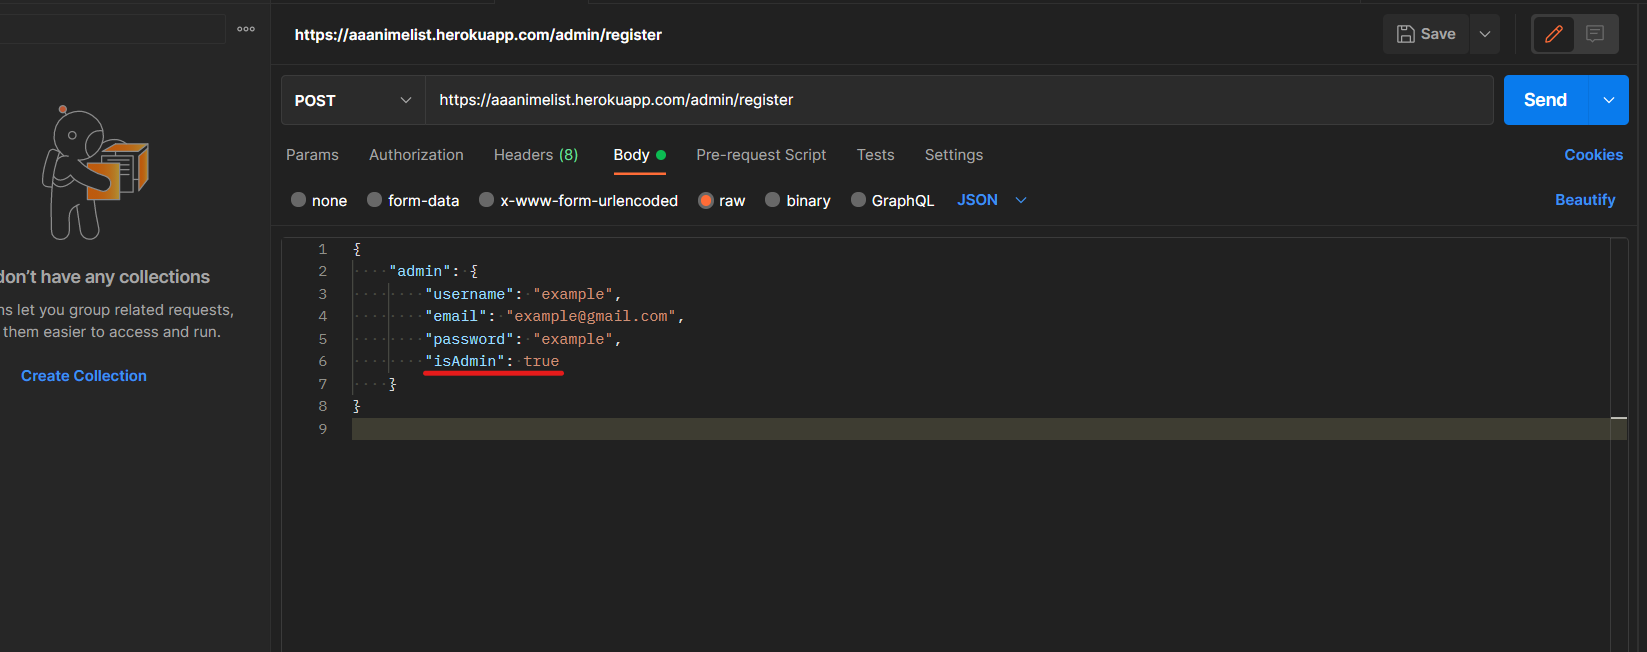 https://aaanimelist.herokuapp.com/admin/register
Save
POST
https://aaanimelist.herokuapp.com/admin/register
Send
Params Authorization Headers (8) Body Pre-request Script Tests Settings Cookies
none form-data x-www-form-urlencoded raw binary GraphQL JSON Beautify
1 {
2 "admin": {
3 "username": "example",
4 "email": "example@gmail.com",
5 "password": "example",
6 "isAdmin": true
7 }
8 }
9
don't have any collections
ns let you group related requests,
them easier to access and run.
Create Collection